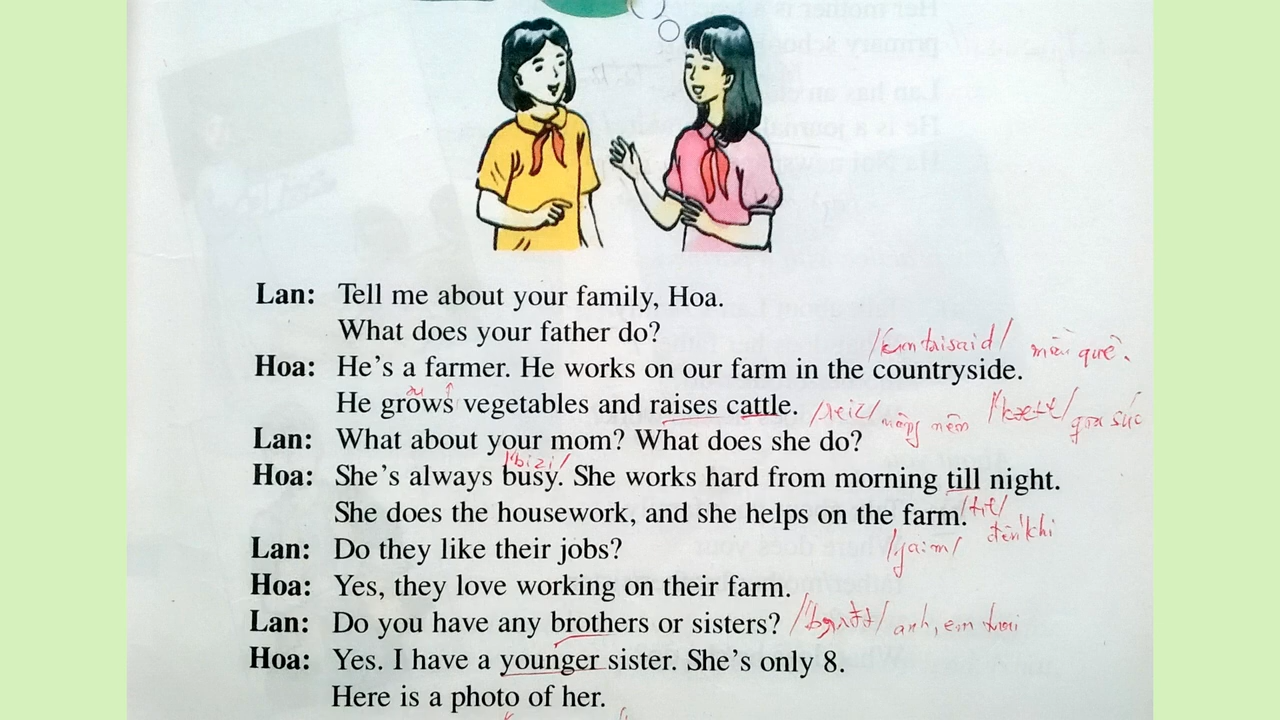 Lan: Tell me about your family, Hoa.
What does your father do?
/kʌntrisaid/ miền quê.
Hoa: He's a farmer. He works on our farm in the countryside.
He grows vegetables and raises cattle.
Lan: What about your mom? What does she do?
/'bizi/
Hoa: She's always busy. She works hard from morning till night.
She does the housework, and she helps on the farm.
/til/
đến khi
Lan: Do they like their jobs?
Hoa: Yes, they love working on their farm.
Lan: Do you have any brothers or sisters? anh, em trai
Hoa: Yes. I have a younger sister. She's only 8.
Here is a photo of her.